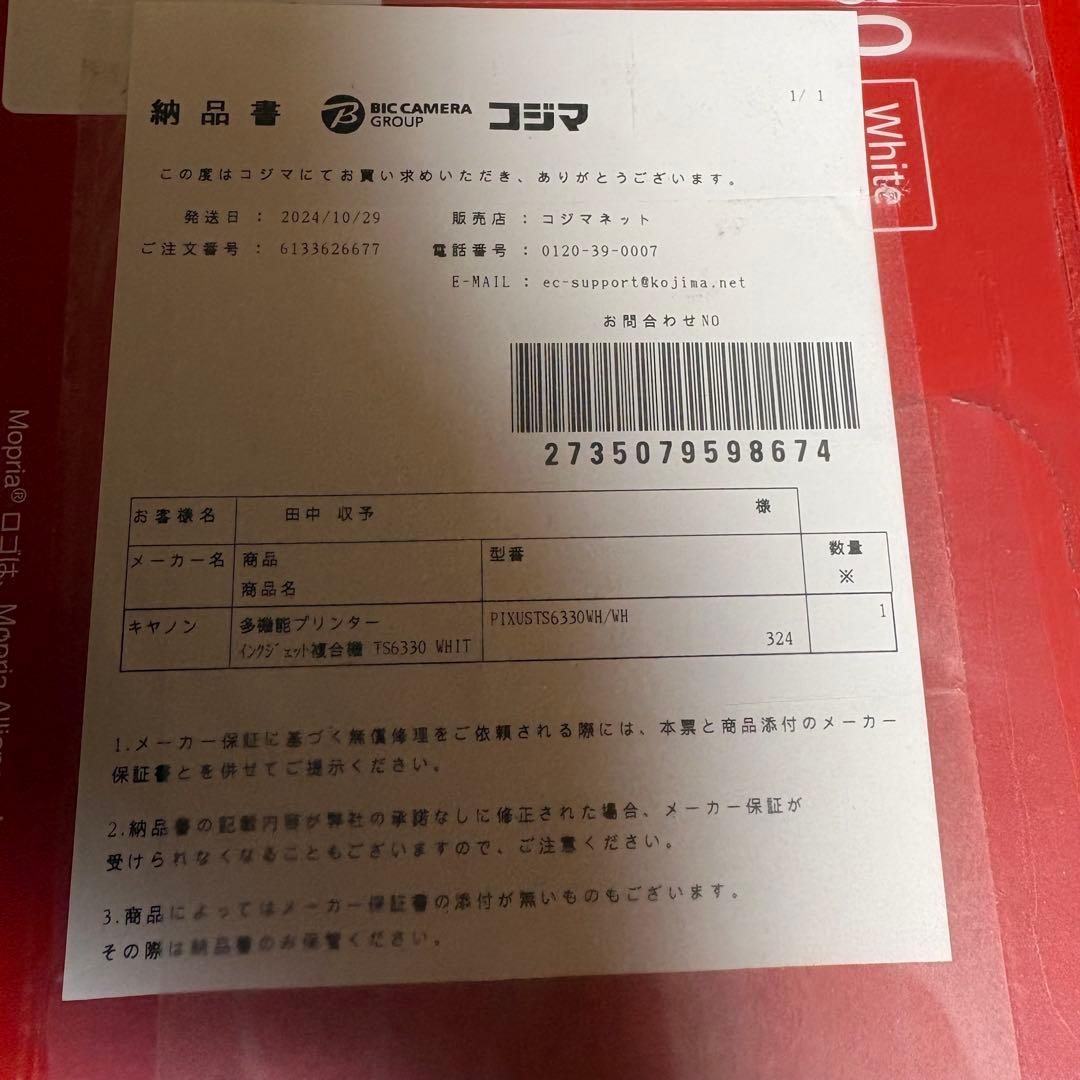 納品書 BIC CAMERA GROUP コジマ 1/ 1
この度はコジマにてお買い求めいただき、ありがとうございます。
発送日 : 2024/10/29 販売店 : コジマネット
ご注文番号 : 6133626677 電話番号 : 0120-39-0007
E-MAIL : ec-support@kojima.net
お問合わせNO
2735079598674
お客様名 田中 収予 様
メーカー名 商品 型番 数量
商品名 ※
キヤノン 多機能プリンター PIXUSTS6330WH/WH 1
インクジェット複合機 TS6330 WHIT 324
1.メーカー保証に基づく無償修理をご依頼される際には、本票と商品添付のメーカー
保証書とを併せてご提示ください。
2.納品書の記載内容が弊社の承諾なしに修正された場合、メーカー保証が
受けられなくなることもございますので、ご注意ください。
3.商品によってはメーカー保証書の添付が無いものもございます。
その際は納品書のみ保管ください。
White
Mopria® ロゴは、Mopria